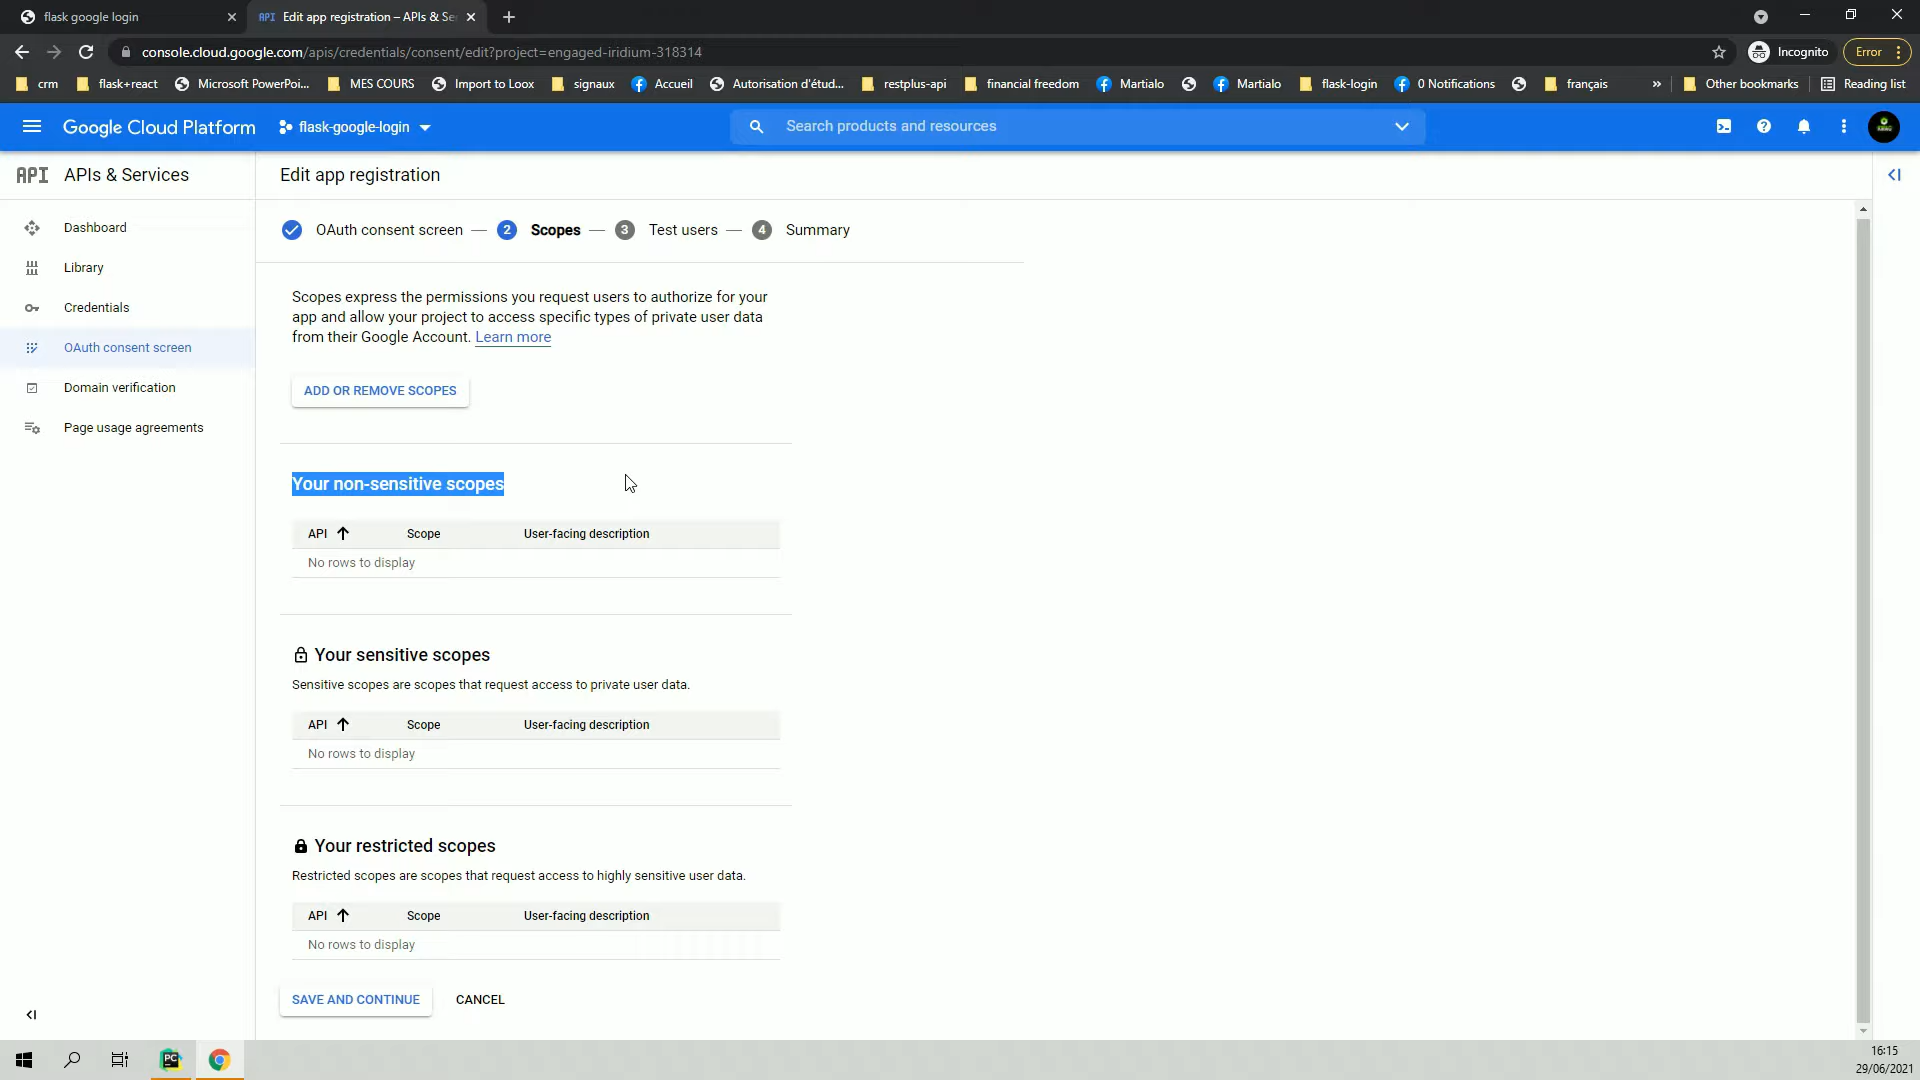 flask google login
API Edit app registration – APIs & Se
console.cloud.google.com/apis/credentials/consent/edit?project=engaged-iridium-318314
Incognito
Error
crm
flask+react
Microsoft PowerPoi...
MES COURS
Import to Loox
signaux
Accueil
Autorisation d'étud...
restplus-api
financial freedom
Martialo
Martialo
flask-login
0 Notifications
français
»
Other bookmarks
Reading list
Google Cloud Platform
flask-google-login
Search products and resources
API APIs & Services
Edit app registration
Dashboard
Library
Credentials
OAuth consent screen
Domain verification
Page usage agreements
OAuth consent screen — 2 Scopes — 3 Test users — 4 Summary
Scopes express the permissions you request users to authorize for your
app and allow your project to access specific types of private user data
from their Google Account. Learn more
ADD OR REMOVE SCOPES
Your non-sensitive scopes
API Scope User-facing description
No rows to display
Your sensitive scopes
Sensitive scopes are scopes that request access to private user data.
API Scope User-facing description
No rows to display
Your restricted scopes
Restricted scopes are scopes that request access to highly sensitive user data.
API Scope User-facing description
No rows to display
SAVE AND CONTINUE CANCEL
PC
16:15
29/06/2021